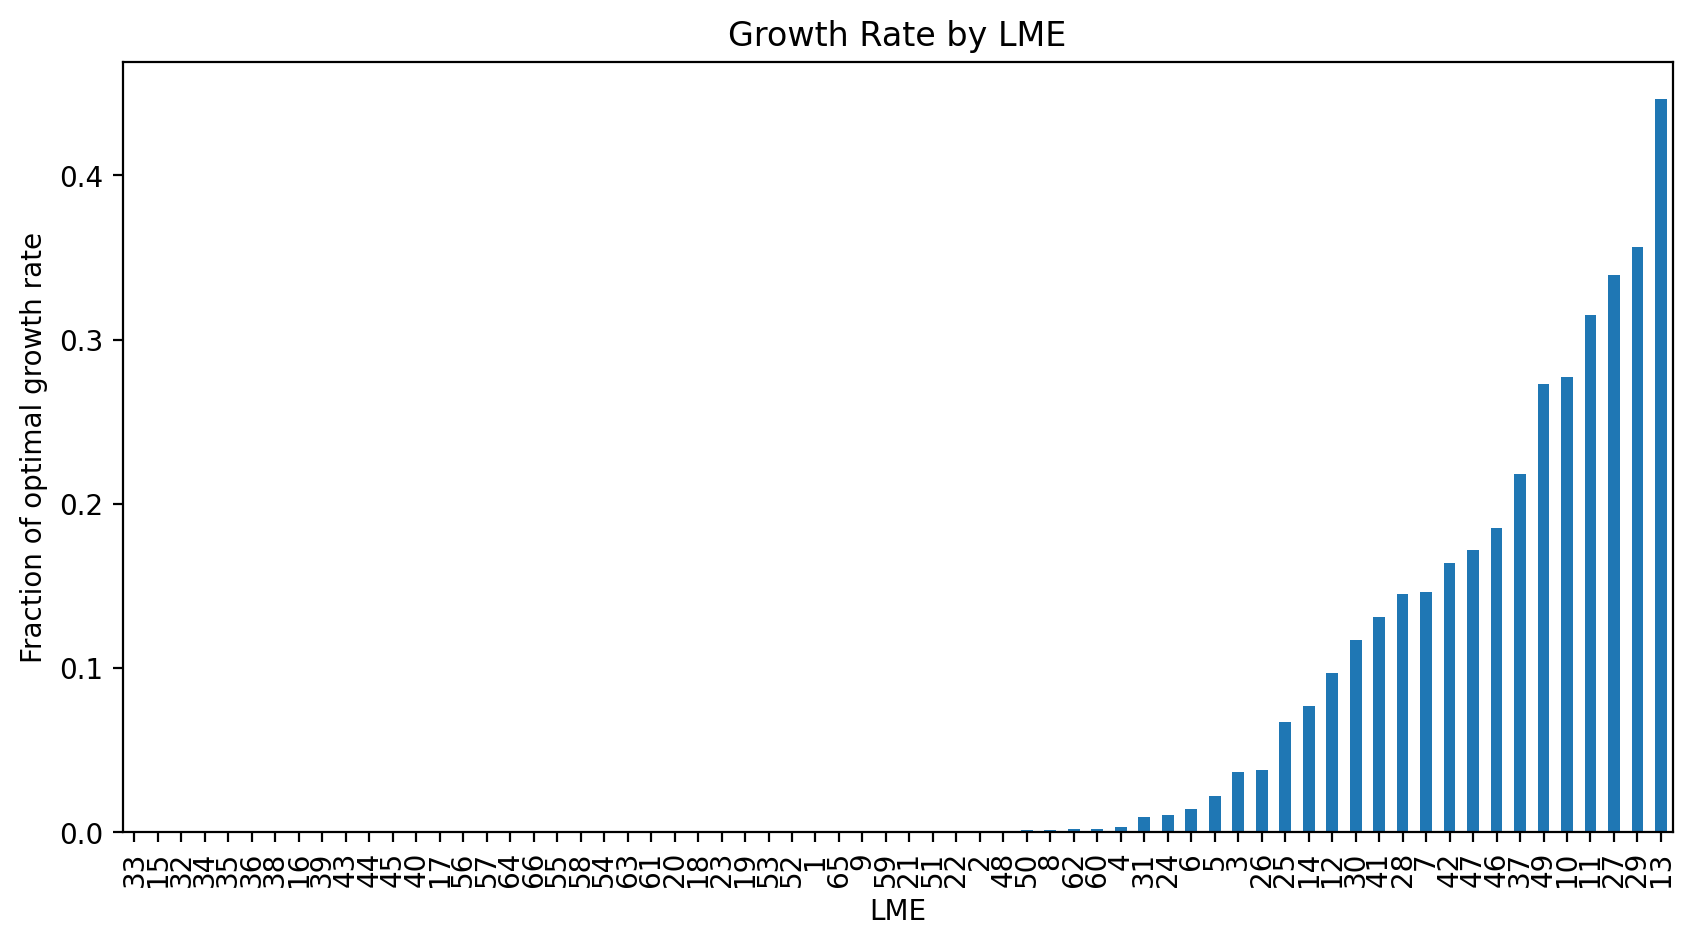 Growth Rate by LME
Fraction of optimal growth rate
0.4
0.3
0.2
0.1
0.0
33 15 32 34 35 36 38 16 39 43 44 45 40 17 56 57 64 66 55 58 54 63 61 20 18 23 19 53 52 1 65 9 59 21 51 22 2 48 50 8 62 60 4 31 24 6 5 3 26 25 14 12 30 41 28 7 42 47 46 37 49 10 11 27 29 13
LME